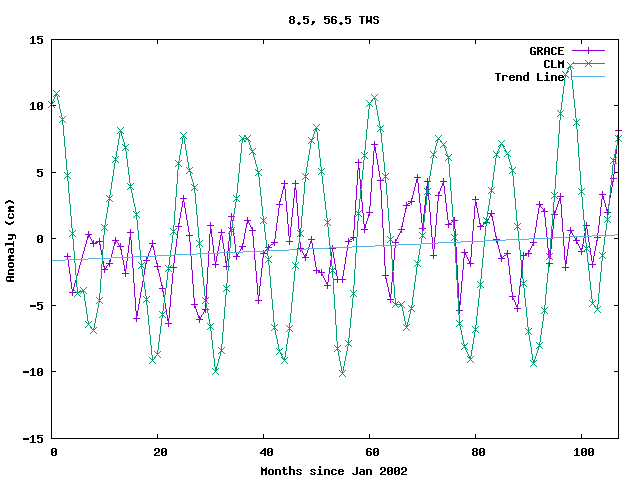 8.5, 56.5 TWS
GRACE
CLM
Trend Line
15
10
5
0
-5
-10
-15
Anomaly (cm)
0 20 40 60 80 100
Months since Jan 2002